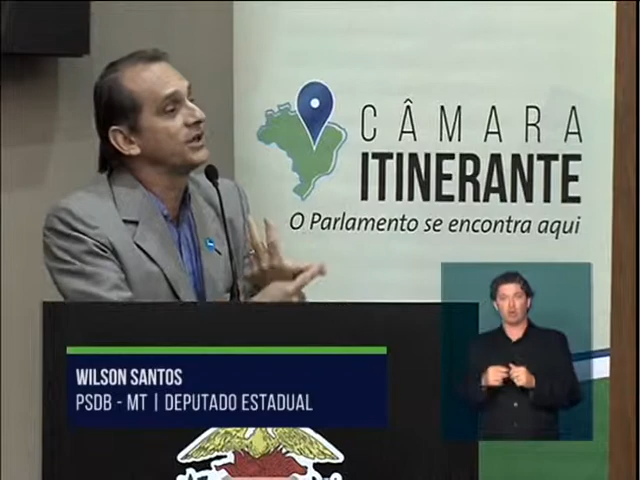 CÂMARA
ITINERANTE
O Parlamento se encontra aqui
WILSON SANTOS
PSDB - MT | DEPUTADO ESTADUAL